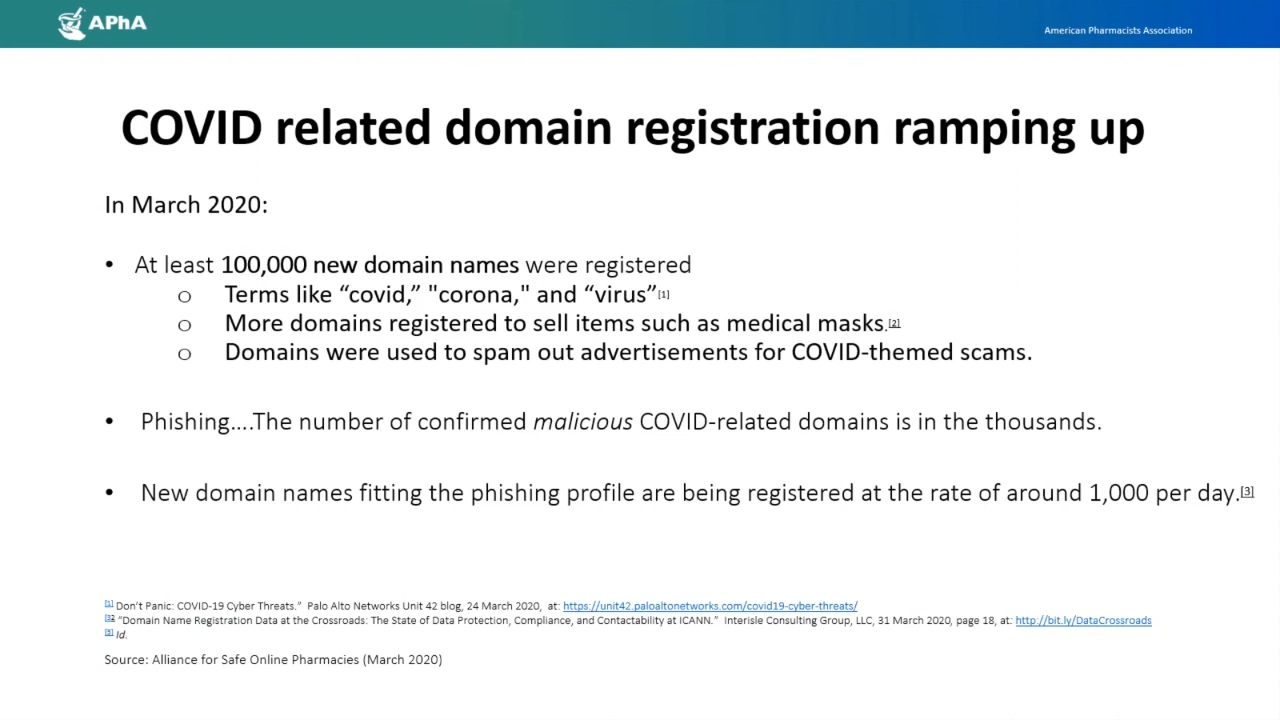 APhA
American Pharmacists Association
COVID related domain registration ramping up
In March 2020:
• At least 100,000 new domain names were registered
o Terms like “covid,” "corona," and “virus”[1]
o More domains registered to sell items such as medical masks.[2]
o Domains were used to spam out advertisements for COVID-themed scams.
• Phishing….The number of confirmed malicious COVID-related domains is in the thousands.
• New domain names fitting the phishing profile are being registered at the rate of around 1,000 per day.[3]
[1] Don’t Panic: COVID-19 Cyber Threats.” Palo Alto Networks Unit 42 blog, 24 March 2020, at: https://unit42.paloaltonetworks.com/covid19-cyber-threats/
“Domain Name Registration Data at the Crossroads: The State of Data Protection, Compliance, and Contactability at ICANN.” Interisle Consulting Group, LLC, 31 March 2020, page 18, at: http://bit.ly/DataCrossroads
[3] Id.
Source: Alliance for Safe Online Pharmacies (March 2020)